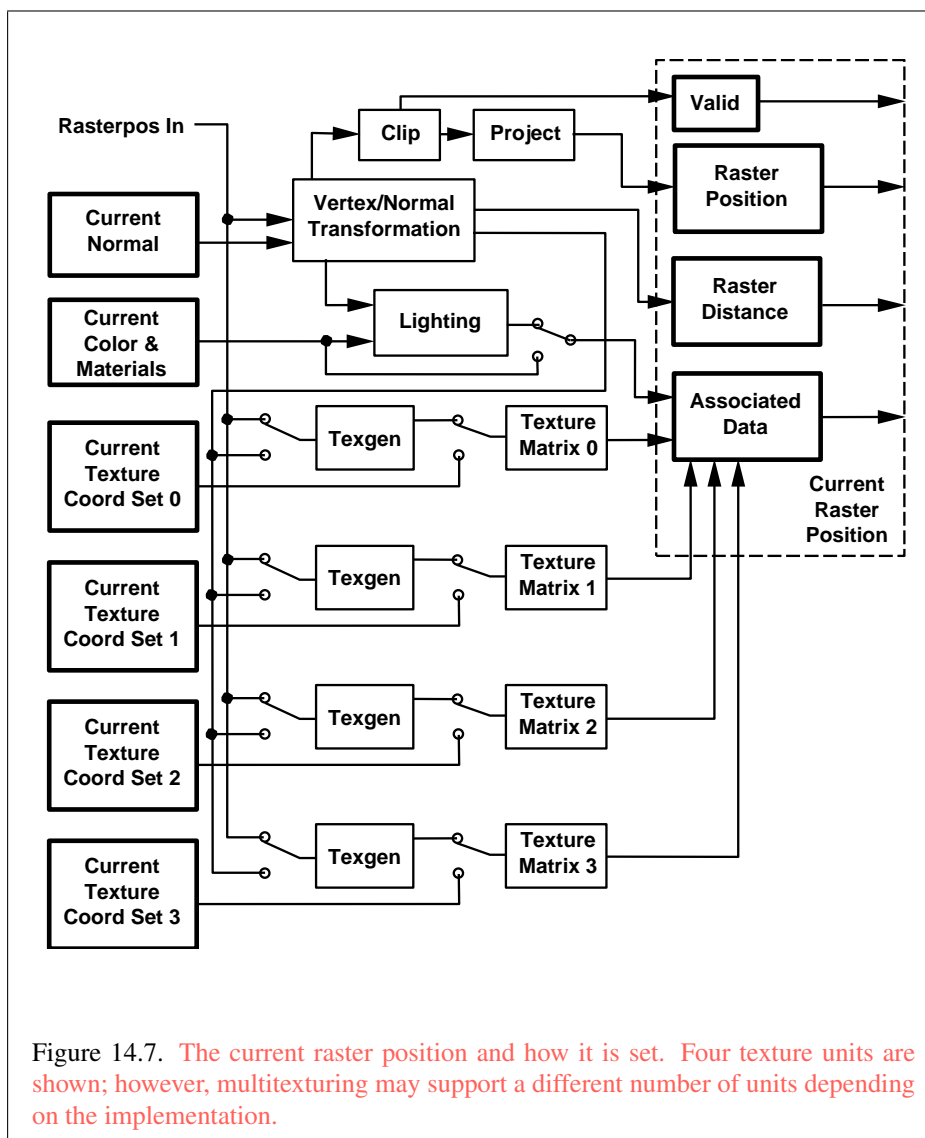 Rasterpos In
Clip
Project
Valid
Raster
Position
Vertex/Normal
Transformation
Current
Normal
Raster
Distance
Current
Color &
Materials
Lighting
Associated
Data
Current
Texture
Coord Set 0
Texgen
Texture
Matrix 0
Current
Raster
Position
Current
Texture
Coord Set 1
Texgen
Texture
Matrix 1
Current
Texture
Coord Set 2
Texgen
Texture
Matrix 2
Current
Texture
Coord Set 3
Texgen
Texture
Matrix 3
Figure 14.7. The current raster position and how it is set. Four texture units are
shown; however, multitexturing may support a different number of units depending
on the implementation.